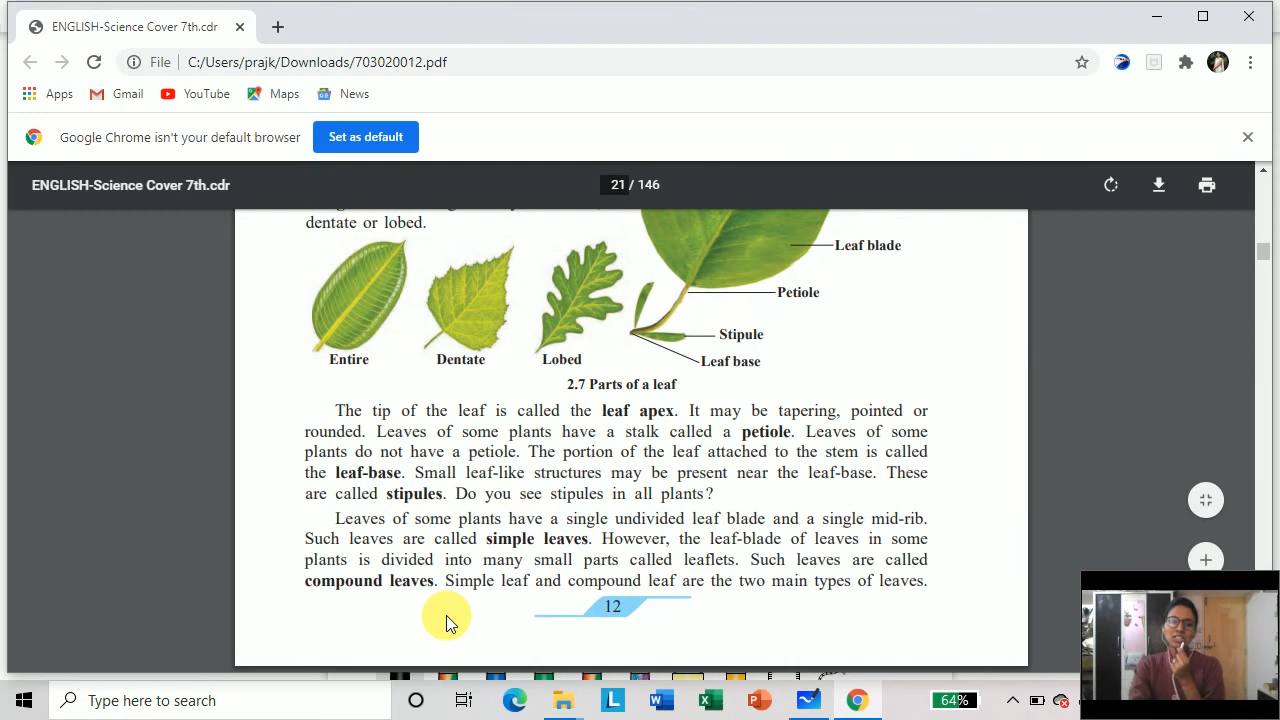 ENGLISH-Science Cover 7th.cdr
File C:/Users/prajk/Downloads/703020012.pdf
Apps Gmail YouTube Maps News
Google Chrome isn't your default browser Set as default
ENGLISH-Science Cover 7th.cdr 21 / 146
dentate or lobed.
Leaf blade
Petiole
Stipule
Leaf base
Entire Dentate Lobed
2.7 Parts of a leaf
The tip of the leaf is called the leaf apex. It may be tapering, pointed or
rounded. Leaves of some plants have a stalk called a petiole. Leaves of some
plants do not have a petiole. The portion of the leaf attached to the stem is called
the leaf-base. Small leaf-like structures may be present near the leaf-base. These
are called stipules. Do you see stipules in all plants?
Leaves of some plants have a single undivided leaf blade and a single mid-rib.
Such leaves are called simple leaves. However, the leaf-blade of leaves in some
plants is divided into many small parts called leaflets. Such leaves are called
compound leaves. Simple leaf and compound leaf are the two main types of leaves.
12
Type here to search
64%